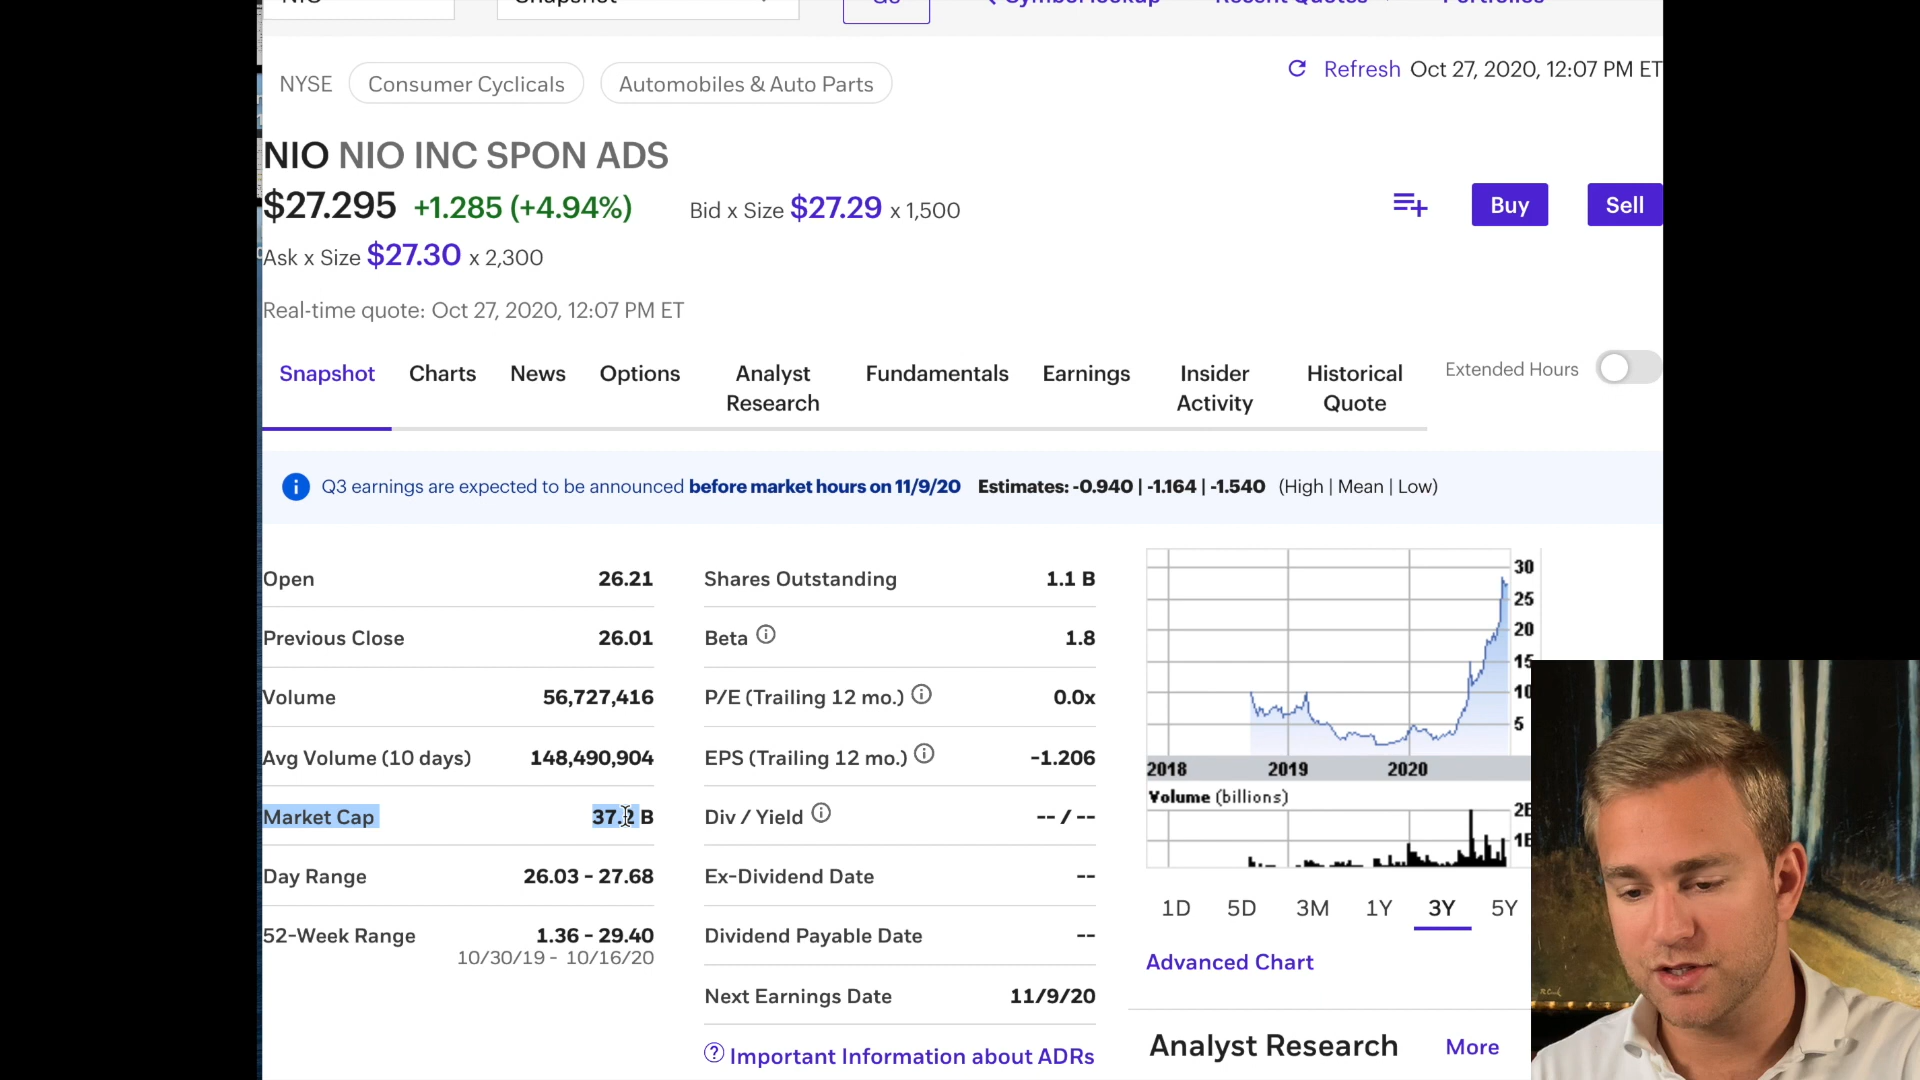 NYSE Consumer Cyclicals Automobiles & Auto Parts
Refresh Oct 27, 2020, 12:07 PM ET
NIO NIO INC SPON ADS
$27.295 +1.285 (+4.94%) Bid x Size $27.29 x 1,500
Buy Sell
Ask x Size $27.30 x 2,300
Real-time quote: Oct 27, 2020, 12:07 PM ET
Snapshot Charts News Options Analyst Research Fundamentals Earnings Insider Activity Historical Quote Extended Hours
Q3 earnings are expected to be announced before market hours on 11/9/20 Estimates: -0.940 | -1.164 | -1.540 (High | Mean | Low)
Open 26.21
Previous Close 26.01
Volume 56,727,416
Avg Volume (10 days) 148,490,904
Market Cap 37.2 B
Day Range 26.03 - 27.68
52-Week Range 1.36 - 29.40
10/30/19 - 10/16/20
Shares Outstanding 1.1 B
Beta 1.8
P/E (Trailing 12 mo.) 0.0x
EPS (Trailing 12 mo.) -1.206
Div / Yield -- / --
Ex-Dividend Date --
Dividend Payable Date --
Next Earnings Date 11/9/20
Important Information about ADRs
30
25
20
15
10
5
2018 2019 2020
Volume (billions)
1D 5D 3M 1Y 3Y 5Y
Advanced Chart
Analyst Research More